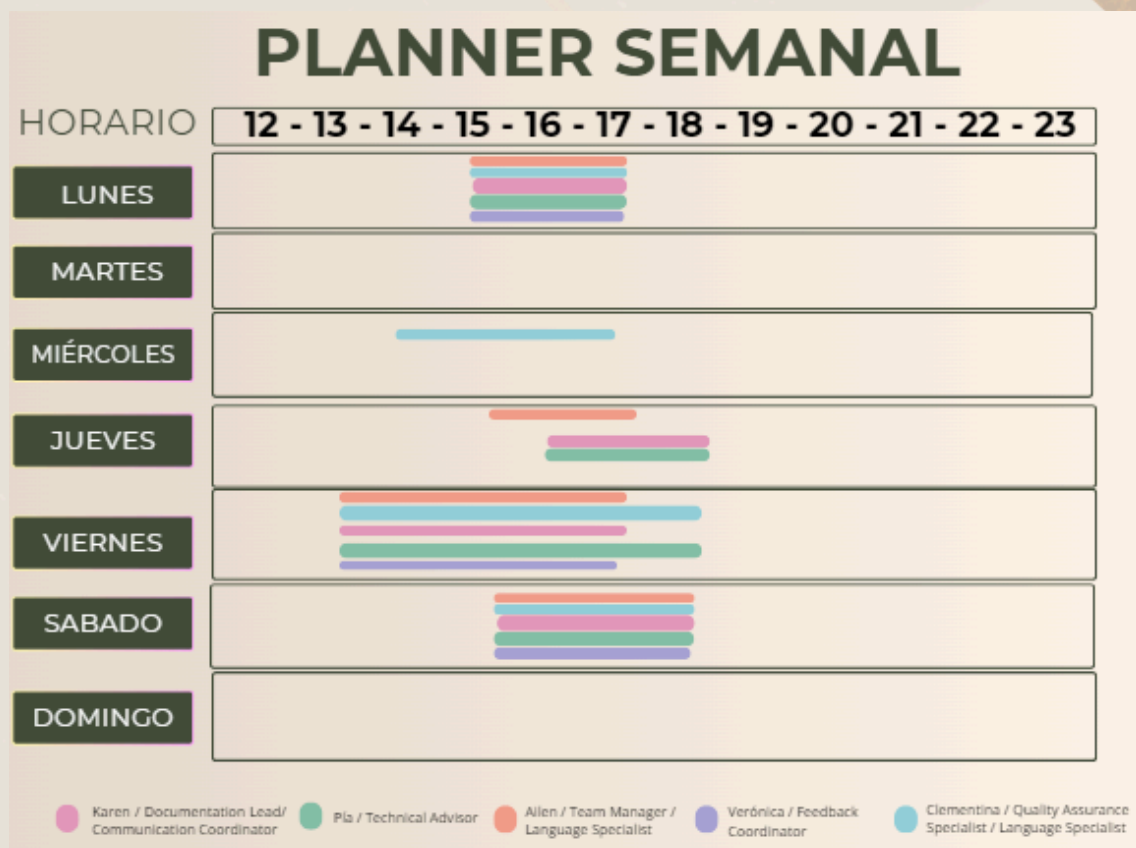 PLANNER SEMANAL
HORARIO
12 - 13 - 14 - 15 - 16 - 17 - 18 - 19 - 20 - 21 - 22 - 23
LUNES
MARTES
MIÉRCOLES
JUEVES
VIERNES
SABADO
DOMINGO
Karen / Documentation Lead/
Communication Coordinator
Pía / Technical Advisor
Ailen / Team Manager /
Language Specialist
Verónica / Feedback
Coordinator
Clementina / Quality Assurance
Specialist / Language Specialist